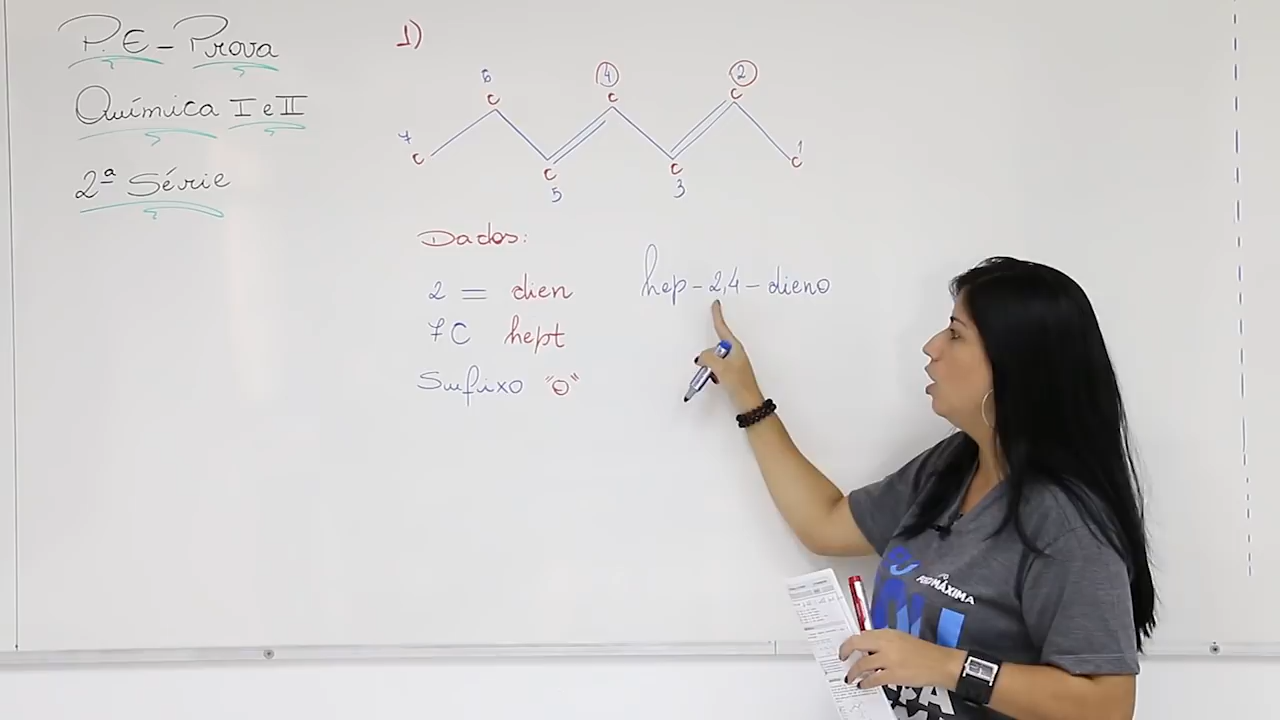 P.E - Prova
Química I e II
2ª Série
1)
6 4 2
C C C
7 1
C C
C C
5 3
Dados:
2 = dien
7C hept
Sufixo "O"
hep-2,4-dieno
MÁXIMA